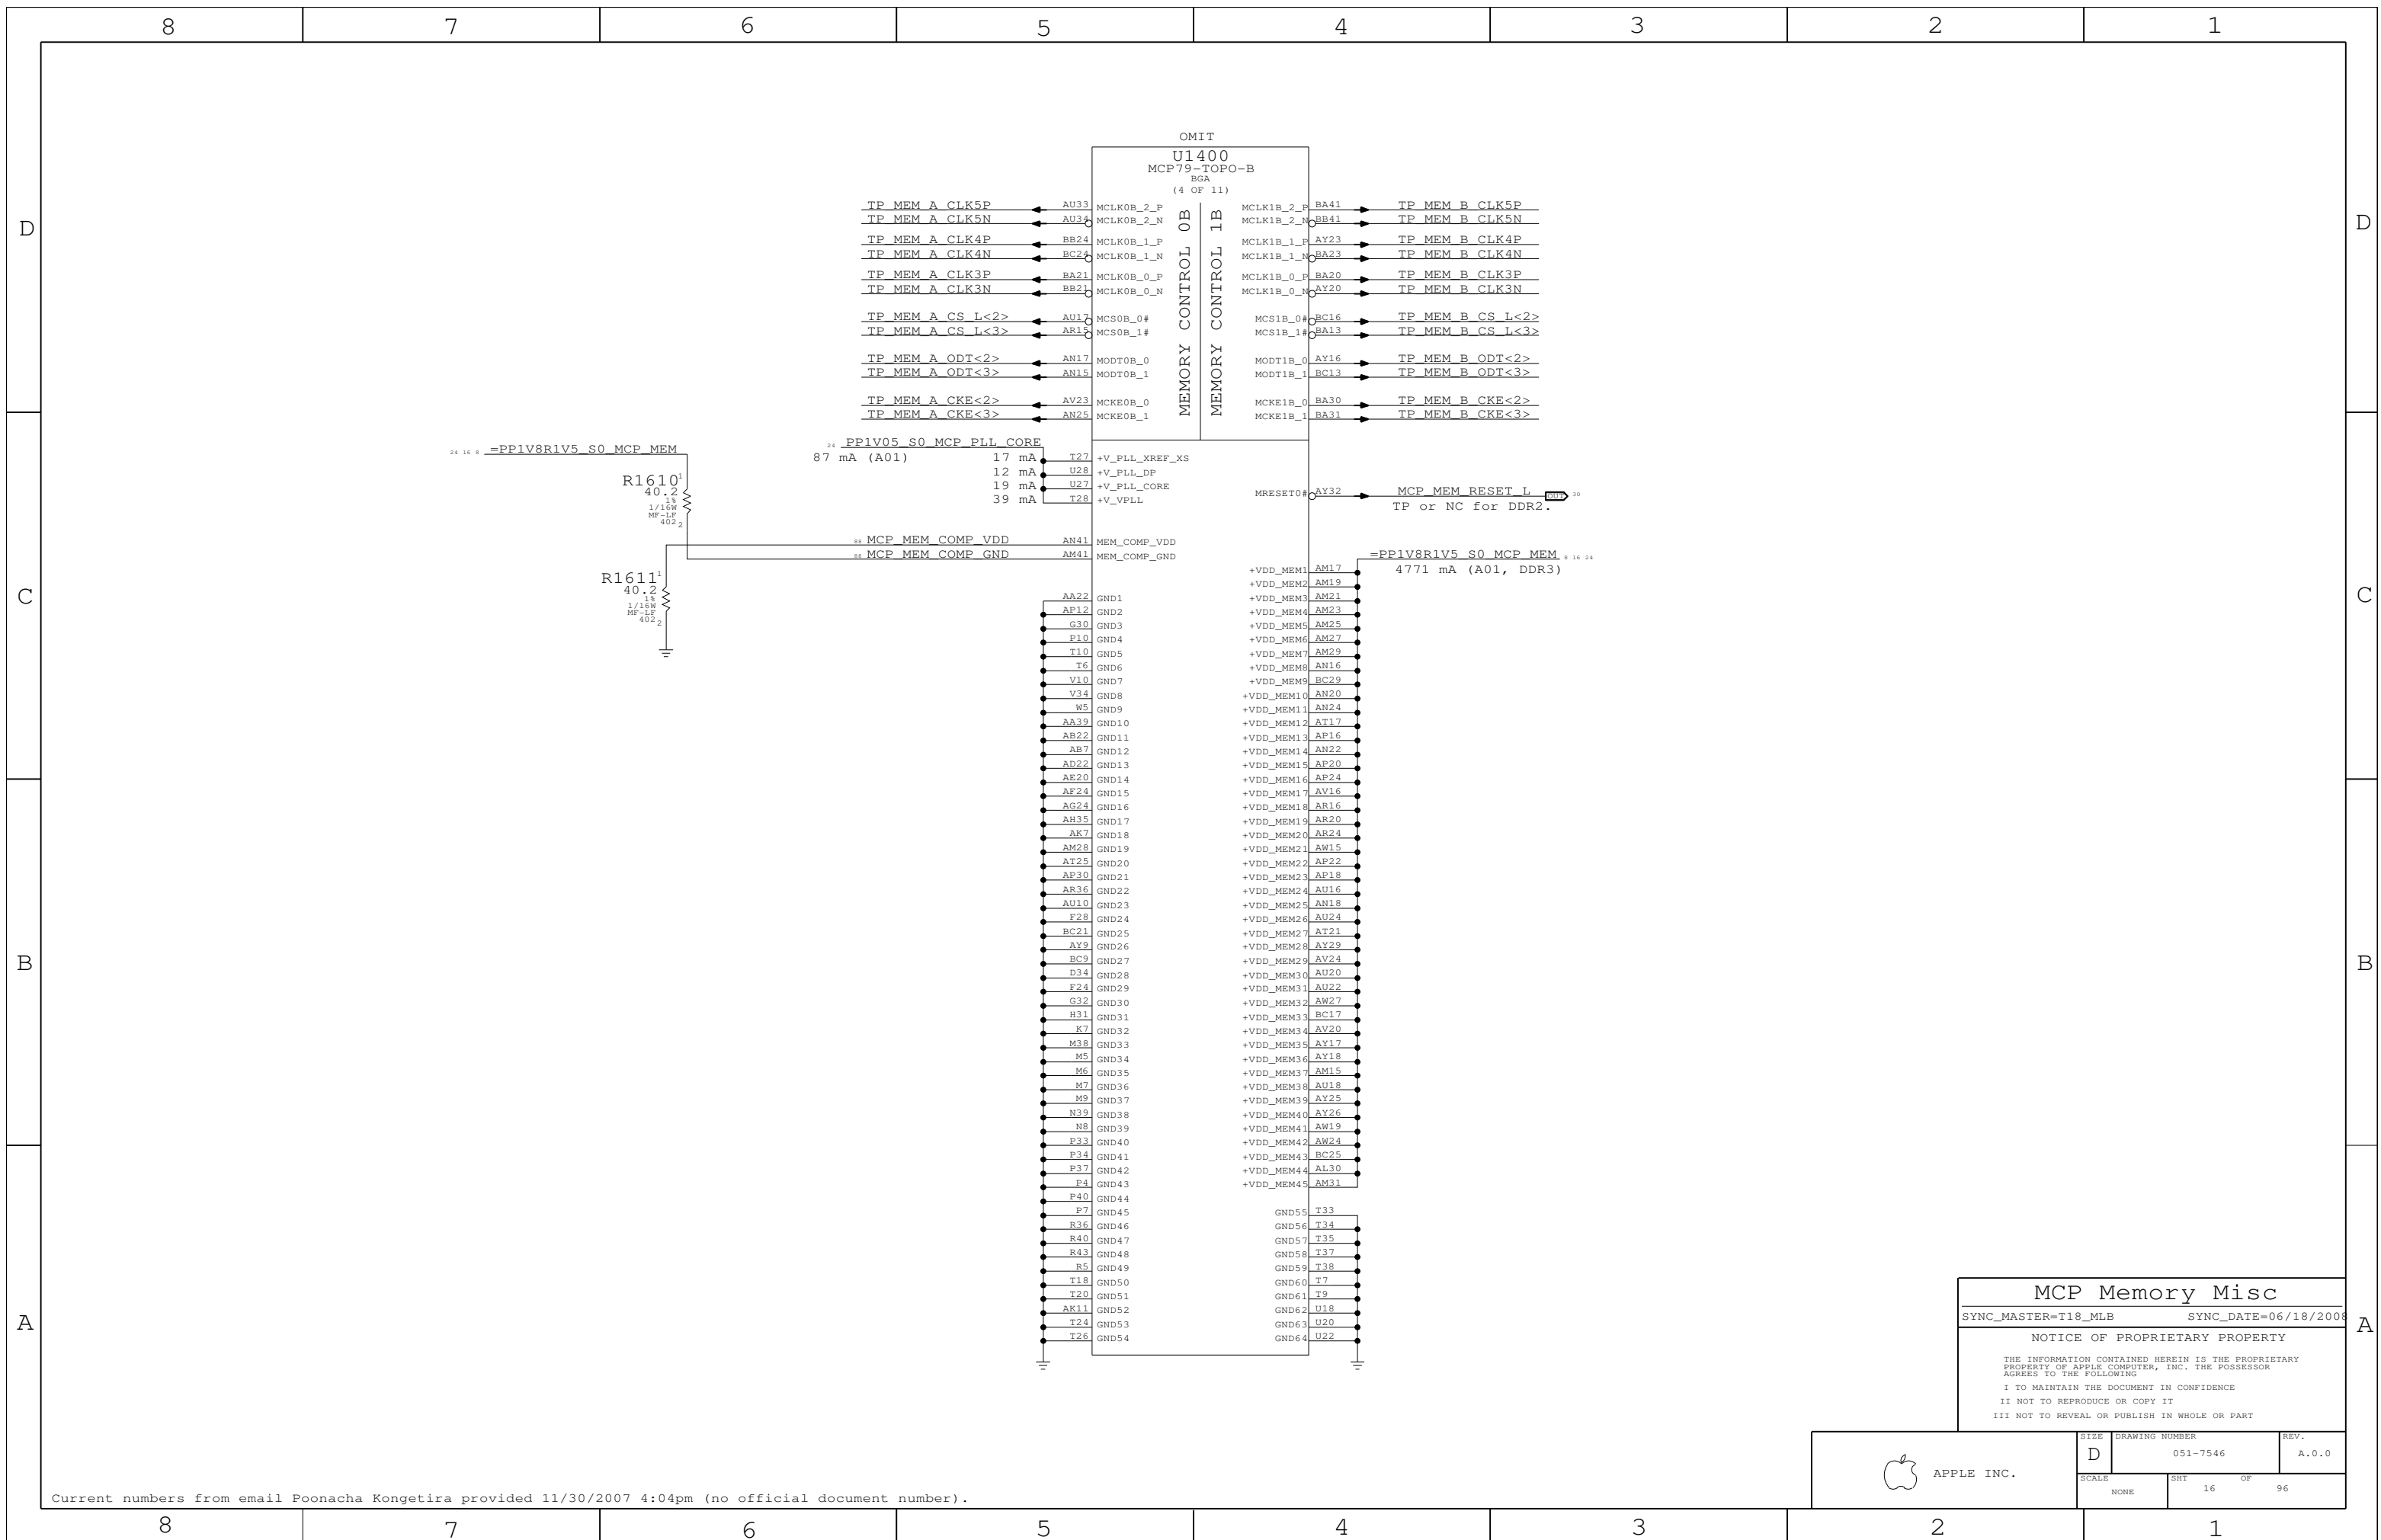 8 7 6 5 4 3 2 1
D
C
B
A
D
C
B
A
OMIT
U1400
MCP79-TOPO-B
BGA
(4 OF 11)
MEMORY CONTROL 0B
MEMORY CONTROL 1B
TP_MEM_A_CLK5P AU33 MCLK0B_2_P MCLK1B_2_P BA41 TP_MEM_B_CLK5P
TP_MEM_A_CLK5N AU34 MCLK0B_2_N MCLK1B_2_N BB41 TP_MEM_B_CLK5N
TP_MEM_A_CLK4P BB24 MCLK0B_1_P MCLK1B_1_P AY23 TP_MEM_B_CLK4P
TP_MEM_A_CLK4N BC24 MCLK0B_1_N MCLK1B_1_N BA23 TP_MEM_B_CLK4N
TP_MEM_A_CLK3P BA21 MCLK0B_0_P MCLK1B_0_P BA20 TP_MEM_B_CLK3P
TP_MEM_A_CLK3N BB21 MCLK0B_0_N MCLK1B_0_N AY20 TP_MEM_B_CLK3N
TP_MEM_A_CS_L<2> AU17 MCS0B_0# MCS1B_0# BC16 TP_MEM_B_CS_L<2>
TP_MEM_A_CS_L<3> AR15 MCS0B_1# MCS1B_1# BA13 TP_MEM_B_CS_L<3>
TP_MEM_A_ODT<2> AN17 MODT0B_0 MODT1B_0 AY16 TP_MEM_B_ODT<2>
TP_MEM_A_ODT<3> AN15 MODT0B_1 MODT1B_1 BC13 TP_MEM_B_ODT<3>
TP_MEM_A_CKE<2> AV23 MCKE0B_0 MCKE1B_0 BA30 TP_MEM_B_CKE<2>
TP_MEM_A_CKE<3> AN25 MCKE0B_1 MCKE1B_1 BA31 TP_MEM_B_CKE<3>
24 16 8 =PP1V8R1V5_S0_MCP_MEM
24 PP1V05_S0_MCP_PLL_CORE
87 mA (A01)
17 mA T27 +V_PLL_XREF_XS
12 mA U28 +V_PLL_DP
19 mA U27 +V_PLL_CORE
39 mA T28 +V_VPLL
R1610 1
40.2
1%
1/16W
MF-LF
402 2
MRESET0# AY32 MCP_MEM_RESET_L OUT 30
TP or NC for DDR2.
88 MCP_MEM_COMP_VDD AN41 MEM_COMP_VDD
88 MCP_MEM_COMP_GND AM41 MEM_COMP_GND
R1611 1
40.2
1%
1/16W
MF-LF
402 2
=PP1V8R1V5_S0_MCP_MEM 8 16 24
4771 mA (A01, DDR3)
+VDD_MEM1 AM17
+VDD_MEM2 AM19
AA22 GND1 +VDD_MEM3 AM21
AP12 GND2 +VDD_MEM4 AM23
G30 GND3 +VDD_MEM5 AM25
P10 GND4 +VDD_MEM6 AM27
T10 GND5 +VDD_MEM7 AM29
T6 GND6 +VDD_MEM8 AN16
V10 GND7 +VDD_MEM9 BC29
V34 GND8 +VDD_MEM10 AN20
W5 GND9 +VDD_MEM11 AN24
AA39 GND10 +VDD_MEM12 AT17
AB22 GND11 +VDD_MEM13 AP16
AB7 GND12 +VDD_MEM14 AN22
AD22 GND13 +VDD_MEM15 AP20
AE20 GND14 +VDD_MEM16 AP24
AF24 GND15 +VDD_MEM17 AV16
AG24 GND16 +VDD_MEM18 AR16
AH35 GND17 +VDD_MEM19 AR20
AK7 GND18 +VDD_MEM20 AR24
AM28 GND19 +VDD_MEM21 AW15
AT25 GND20 +VDD_MEM22 AP22
AP30 GND21 +VDD_MEM23 AP18
AR36 GND22 +VDD_MEM24 AU16
AU10 GND23 +VDD_MEM25 AN18
F28 GND24 +VDD_MEM26 AU24
BC21 GND25 +VDD_MEM27 AT21
AY9 GND26 +VDD_MEM28 AY29
BC9 GND27 +VDD_MEM29 AV24
D34 GND28 +VDD_MEM30 AU20
F24 GND29 +VDD_MEM31 AU22
G32 GND30 +VDD_MEM32 AW27
H31 GND31 +VDD_MEM33 BC17
K7 GND32 +VDD_MEM34 AV20
M38 GND33 +VDD_MEM35 AY17
M5 GND34 +VDD_MEM36 AY18
M6 GND35 +VDD_MEM37 AM15
M7 GND36 +VDD_MEM38 AU18
M9 GND37 +VDD_MEM39 AY25
N39 GND38 +VDD_MEM40 AY26
N8 GND39 +VDD_MEM41 AW19
P33 GND40 +VDD_MEM42 AW24
P34 GND41 +VDD_MEM43 BC25
P37 GND42 +VDD_MEM44 AL30
P4 GND43 +VDD_MEM45 AM31
P40 GND44
P7 GND45 GND55 T33
R36 GND46 GND56 T34
R40 GND47 GND57 T35
R43 GND48 GND58 T37
R5 GND49 GND59 T38
T18 GND50 GND60 T7
T20 GND51 GND61 T9
AK11 GND52 GND62 U18
T24 GND53 GND63 U20
T26 GND54 GND64 U22
MCP Memory Misc
SYNC_MASTER=T18_MLB SYNC_DATE=06/18/2008
NOTICE OF PROPRIETARY PROPERTY
THE INFORMATION CONTAINED HEREIN IS THE PROPRIETARY
PROPERTY OF APPLE COMPUTER, INC. THE POSSESSOR
AGREES TO THE FOLLOWING
I TO MAINTAIN THE DOCUMENT IN CONFIDENCE
II NOT TO REPRODUCE OR COPY IT
III NOT TO REVEAL OR PUBLISH IN WHOLE OR PART
APPLE INC.
SIZE DRAWING NUMBER REV.
D 051-7546 A.0.0
SCALE SHT OF
NONE 16 96
Current numbers from email Poonacha Kongetira provided 11/30/2007 4:04pm (no official document number).
8 7 6 5 4 3 2 1